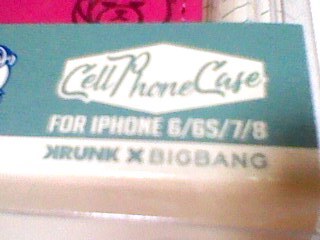 Cell Phone Case
FOR IPHONE 6/6S/7/8
KRUNK X BIGBANG